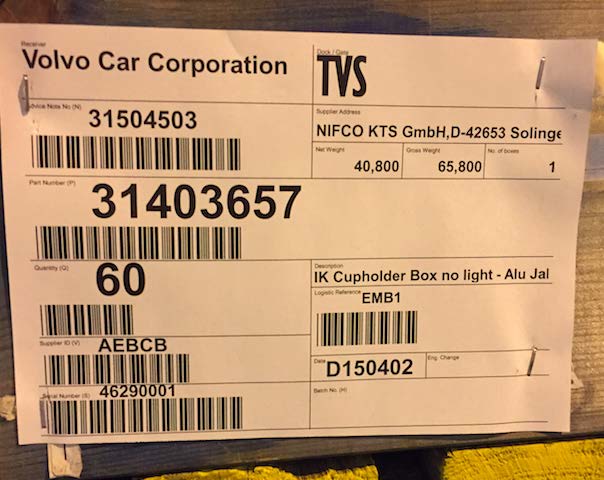 Receiver
Volvo Car Corporation
Dock / Gate
TVS
Advice Note No (N)
31504503
Supplier Address
NIFCO KTS GmbH,D-42653 Solinge
Net Weight
40,800
Gross Weight
65,800
No. of boxes
1
Part Number (P)
31403657
Quantity (Q)
60
Description
IK Cupholder Box no light - Alu Jal
Logistic Reference
EMB1
Supplier ID (V)
AEBCB
Date
D150402
Eng. Change
Serial Number (S)
46290001
Batch No. (H)